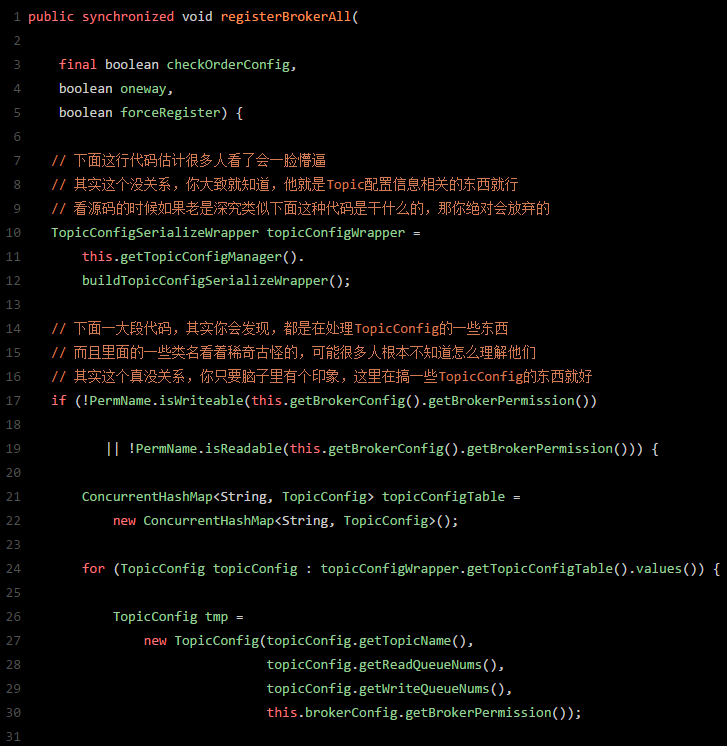 1 public synchronized void registerBrokerAll(
2
3 final boolean checkOrderConfig,
4 boolean oneway,
5 boolean forceRegister) {
6
7 // 下面这行代码估计很多人看了会一脸懵逼
8 // 其实这个没关系，你大致就知道，他就是Topic配置信息相关的东西就行
9 // 看源码的时候如果老是深究类似下面这种代码是干什么的，那你绝对会放弃的
10 TopicConfigSerializeWrapper topicConfigWrapper =
11 this.getTopicConfigManager().
12 buildTopicConfigSerializeWrapper();
13
14 // 下面一大段代码，其实你会发现，都是在处理TopicConfig的一些东西
15 // 而且里面的一些类名看着稀奇古怪的，可能很多人根本不知道怎么理解他们
16 // 其实这个真没关系，你只要脑子里有个印象，这里在搞一些TopicConfig的东西就好
17 if (!PermName.isWriteable(this.getBrokerConfig().getBrokerPermission())
18
19 || !PermName.isReadable(this.getBrokerConfig().getBrokerPermission())) {
20
21 ConcurrentHashMap<String, TopicConfig> topicConfigTable =
22 new ConcurrentHashMap<String, TopicConfig>();
23
24 for (TopicConfig topicConfig : topicConfigWrapper.getTopicConfigTable().values()) {
25
26 TopicConfig tmp =
27 new TopicConfig(topicConfig.getTopicName(),
28 topicConfig.getReadQueueNums(),
29 topicConfig.getWriteQueueNums(),
30 this.brokerConfig.getBrokerPermission());
31